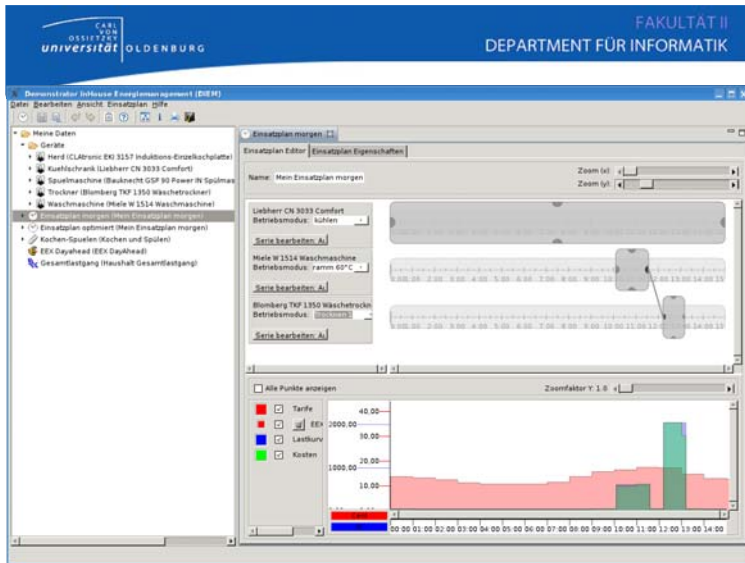 CARL
VON
OSSIETZKY
universität OLDENBURG
FAKULTÄT II
DEPARTMENT FÜR INFORMATIK
Demonstrator InHouse Energiemanagement (DIEM)
Datei Bearbeiten Ansicht Einsatzplan Hilfe
Meine Daten
Geräte
Herd (CLAtronic EKI 3157 Induktions-Einzelkochplatte)
Kuehlschrank (Liebherr CN 3033 Comfort)
Spuelmaschine (Bauknecht GSF 90 Power IN Spülmas
Trockner (Blomberg TKF 1350 Wäschetrockner)
Waschmaschine (Miele W 1514 Waschmaschine)
Einsatzplan morgen (Mein Einsatzplan morgen)
Einsatzplan optimiert (Mein Einsatzplan morgen)
Kochen-Spuelen (Kochen und Spülen)
EEX Dayahead (EEX DayAhead)
Gesamtlastgang (Haushalt Gesamtlastgang)
Einsatzplan morgen
Einsatzplan Editor Einsatzplan Eigenschaften
Name: Mein Einsatzplan morgen
Zoom (x):
Zoom (y):
Liebherr CN 3033 Comfort
Betriebsmodus: kühlen
Serie bearbeiten: Au
Miele W 1514 Waschmaschine
Betriebsmodus: ramm 60°C
Serie bearbeiten: Au
Blomberg TKF 1350 Wäschetrockn
Betriebsmodus:
Serie bearbeiten: Au
Alle Punkte anzeigen
Zoomfaktor Y: 1.0
Tarife
EEX
Lastkurv
Kosten
40,00
2000,00
30,00
20,00
1000,00
10,00
00:00 01:00 02:00 03:00 04:00 05:00 06:00 07:00 08:00 09:00 10:00 11:00 12:00 13:00 14:00